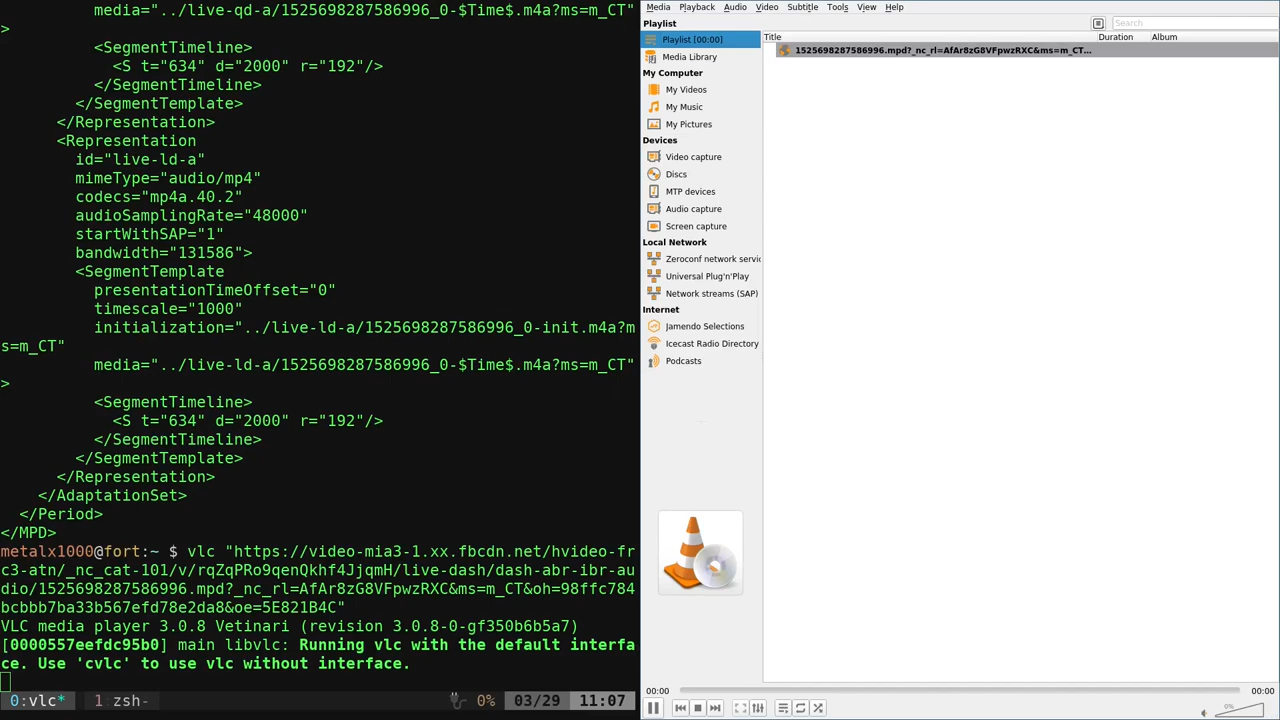 media="../live-qd-a/1525698287586996_0-$Time$.m4a?ms=m_CT"
>
<SegmentTimeline>
<S t="634" d="2000" r="192"/>
</SegmentTimeline>
</SegmentTemplate>
</Representation>
<Representation
id="live-ld-a"
mimeType="audio/mp4"
codecs="mp4a.40.2"
audioSamplingRate="48000"
startWithSAP="1"
bandwidth="131586">
<SegmentTemplate
presentationTimeOffset="0"
timescale="1000"
initialization="../live-ld-a/1525698287586996_0-init.m4a?m
s=m_CT"
media="../live-ld-a/1525698287586996_0-$Time$.m4a?ms=m_CT"
>
<SegmentTimeline>
<S t="634" d="2000" r="192"/>
</SegmentTimeline>
</SegmentTemplate>
</Representation>
</AdaptationSet>
</Period>
</MPD>
metalx1000@fort:~ $ vlc "https://video-mia3-1.xx.fbcdn.net/hvideo-fr
c3-atn/_nc_cat-101/v/rqZqPRo9qenQkhf4JjqmH/live-dash/dash-abr-ibr-au
dio/1525698287586996.mpd?_nc_rl=AfAr8zG8VFpwzRXC&ms=m_CT&oh=98ffc784
bcbbb7ba33b567efd78e2da8&oe=5E821B4C"
VLC media player 3.0.8 Vetinari (revision 3.0.8-0-gf350b6b5a7)
[0000557eefdc95b0] main libvlc: Running vlc with the default interfa
ce. Use 'cvlc' to use vlc without interface.
0:vlc* 1:zsh- 0% 03/29 11:07
Media Playback Audio Video Subtitle Tools View Help
Playlist
Search
Playlist [00:00]
Media Library
My Computer
My Videos
My Music
My Pictures
Devices
Video capture
Discs
MTP devices
Audio capture
Screen capture
Local Network
Zeroconf network servic
Universal Plug'n'Play
Network streams (SAP)
Internet
Jamendo Selections
Icecast Radio Directory
Podcasts
Title Duration Album
1525698287586996.mpd?_nc_rl=AfAr8zG8VFpwzRXC&ms=m_CT...
00:00 00:00
0%